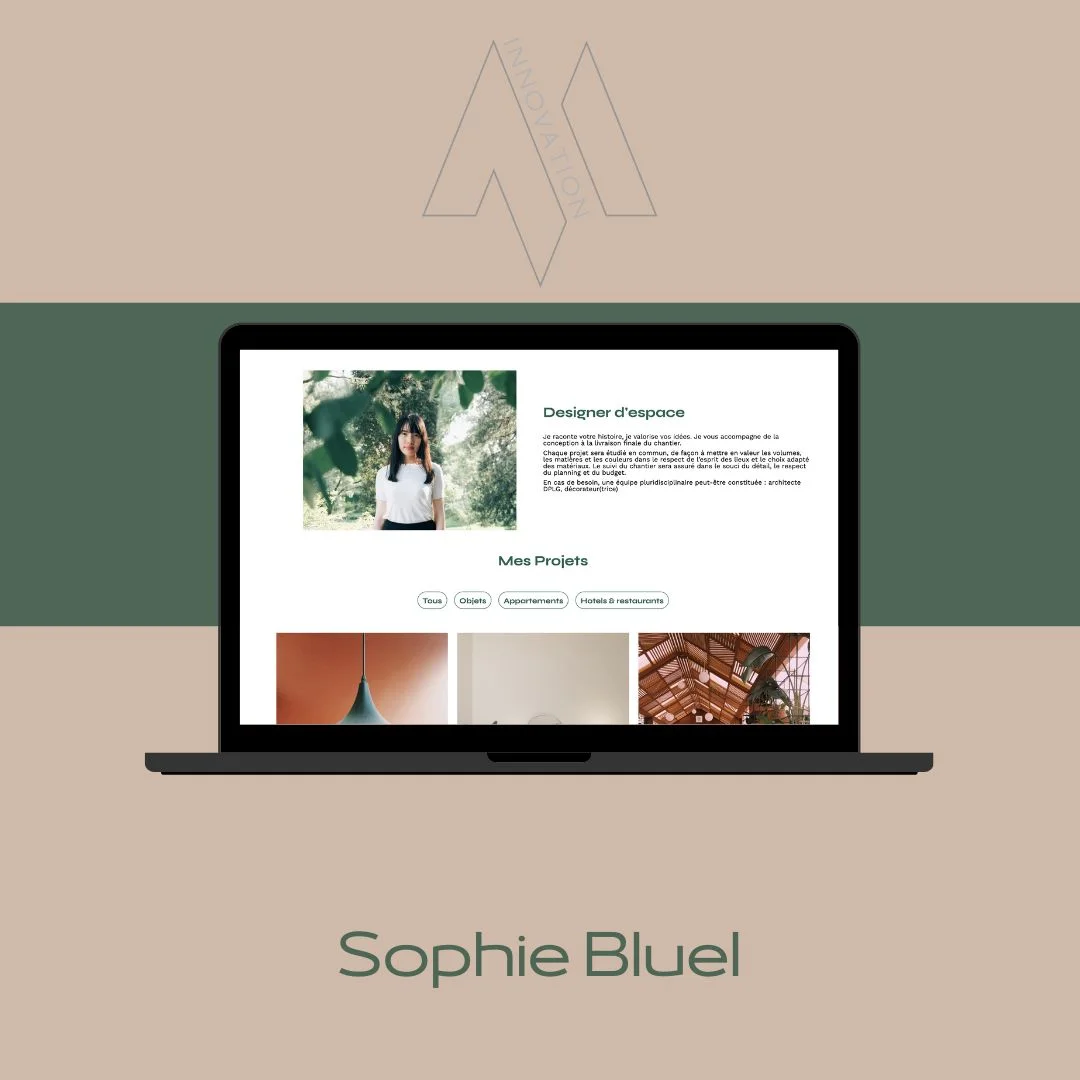 INNOVATION
Designer d'espace
Je raconte votre histoire, je valorise vos idées. Je vous accompagne de la
conception à la livraison finale du chantier.
Chaque projet sera étudié en commun, de façon à mettre en valeur les volumes,
les matières et les couleurs dans le respect de l'esprit des lieux et le choix adapté
des matériaux. Le suivi du chantier sera assuré dans le souci du détail, le respect
du planning et du budget.
En cas de besoin, une équipe pluridisciplinaire peut-être constituée : architecte
DPLG, décorateur(trice)
Mes Projets
Tous Objets Appartements Hotels & restaurants
Sophie Bluel